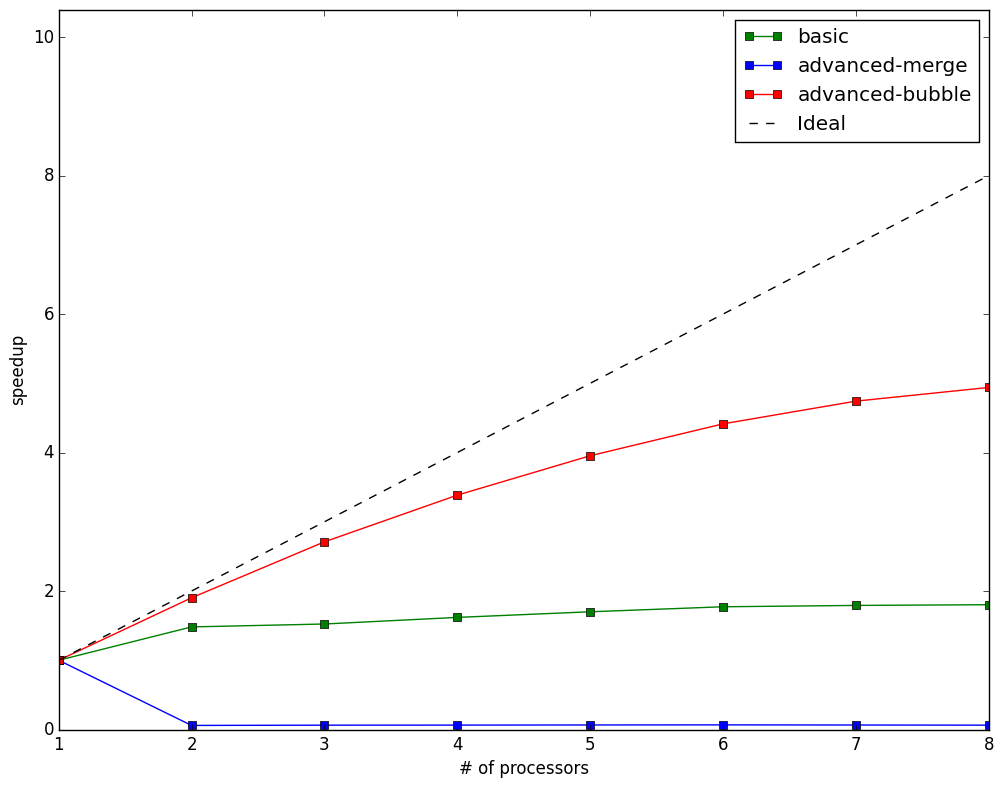 10
8
6
4
2
0
speedup
1 2 3 4 5 6 7 8
# of processors
basic
advanced-merge
advanced-bubble
Ideal